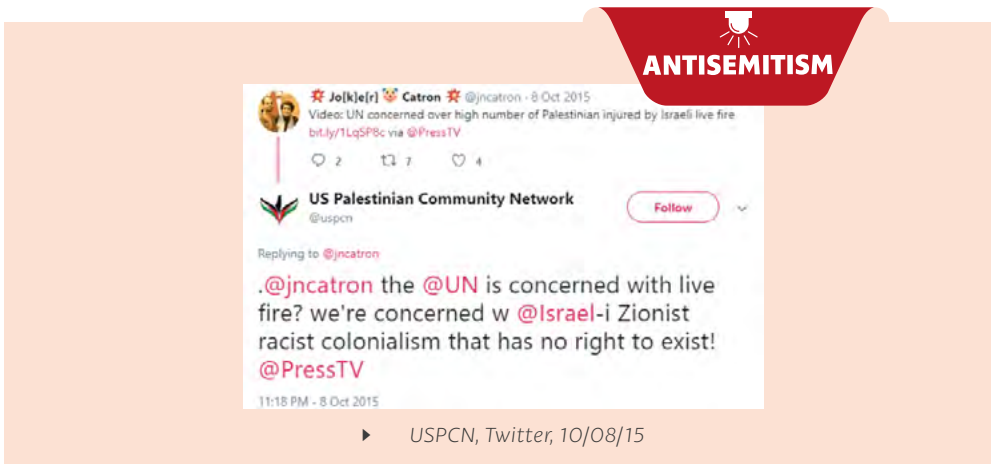 ANTISEMITISM
Jo[k]e[r] Catron @jncatron · 8 Oct 2015
Video: UN concerned over high number of Palestinian injured by Israeli live fire
bit.ly/1LqSP8c via @PressTV
2 7 4
US Palestinian Community Network
@uspcn
Follow
Replying to @jncatron
.@jncatron the @UN is concerned with live
fire? we're concerned w @Israel-i Zionist
racist colonialism that has no right to exist!
@PressTV
11:18 PM - 8 Oct 2015
USPCN, Twitter, 10/08/15